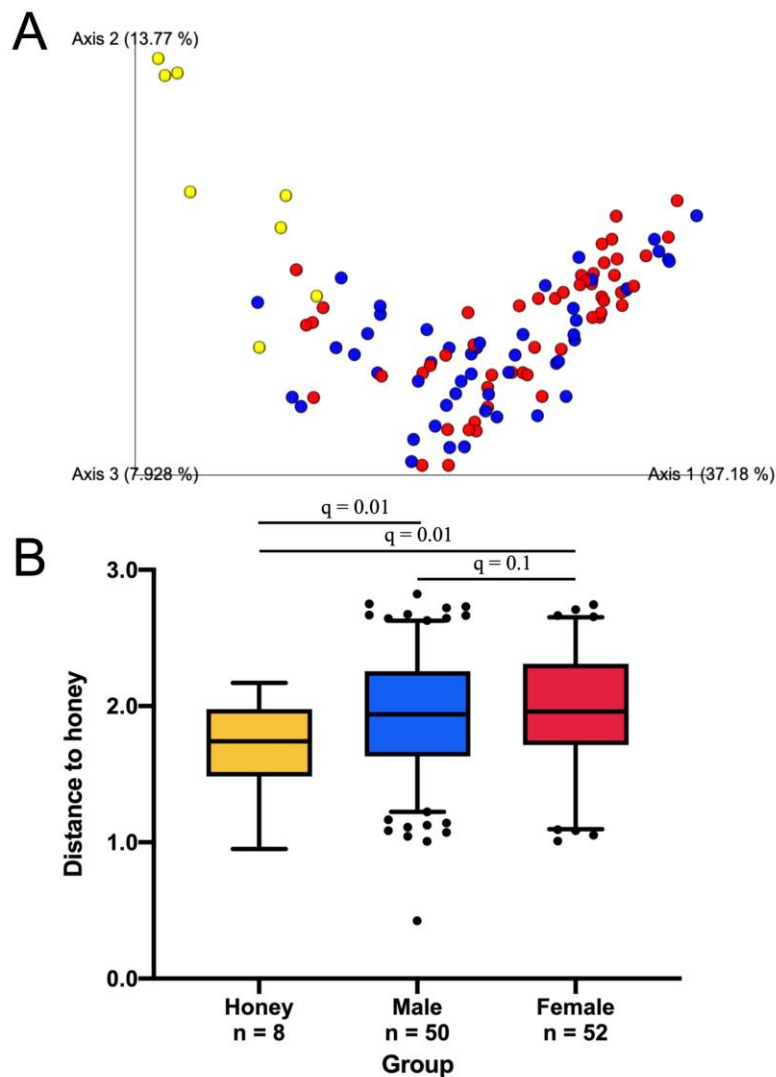 A
Axis 2 (13.77 %)
Axis 3 (7.928 %)
Axis 1 (37.18 %)
B
q = 0.01
q = 0.01
q = 0.1
3.0
2.0
1.0
0.0
Distance to honey
Honey Male Female
n = 8 n = 50 n = 52
Group